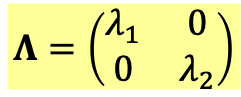 𝚲 = (λ₁ 0
0 λ₂)